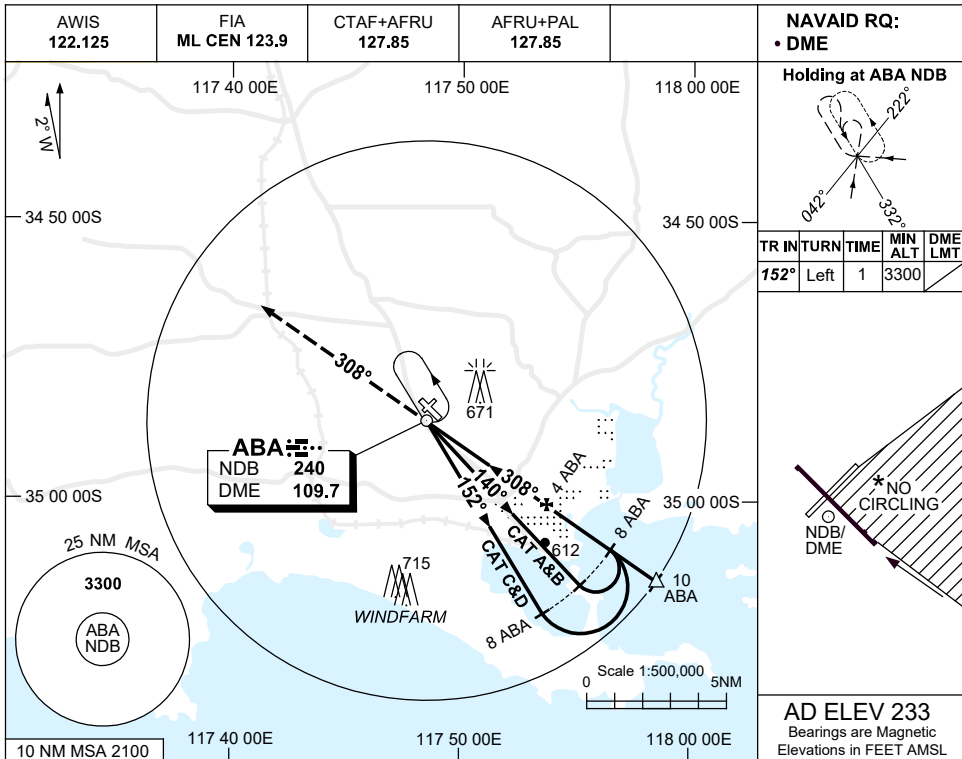 AWIS
122.125
FIA
ML CEN 123.9
CTAF+AFRU
127.85
AFRU+PAL
127.85
NAVAID RQ:
• DME
117 40 00E
117 50 00E
118 00 00E
2° W
34 50 00S
34 50 00S
308°
671
ABA
NDB 240
DME 109.7
308°
4 ABA
140°
152°
CAT A&B
CAT C&D
8 ABA
35 00 00S
35 00 00S
612
10
ABA
8 ABA
715
WINDFARM
25 NM MSA
3300
ABA
NDB
Scale 1:500,000
0 5NM
117 40 00E
117 50 00E
118 00 00E
10 NM MSA 2100
Holding at ABA NDB
222°
042°
332°
TR IN TURN TIME MIN ALT DME LMT
152° Left 1 3300
*NO
CIRCLING
NDB/
DME
AD ELEV 233
Bearings are Magnetic
Elevations in FEET AMSL